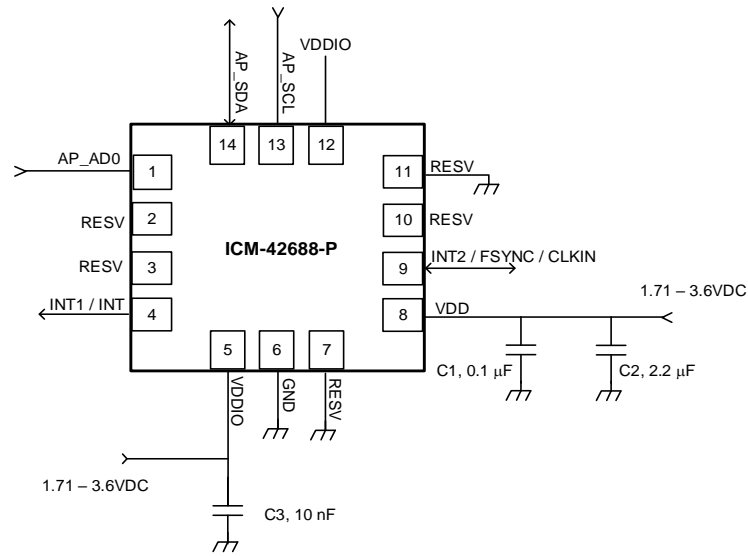 AP_SDA
AP_SCL
VDDIO
14
13
12
AP_AD0
1
11
RESV
RESV
2
10
RESV
ICM-42688-P
RESV
3
9
INT2 / FSYNC / CLKIN
INT1 / INT
4
8
VDD
1.71 – 3.6VDC
5
6
7
VDDIO
GND
RESV
C1, 0.1 μF
C2, 2.2 μF
1.71 – 3.6VDC
C3, 10 nF